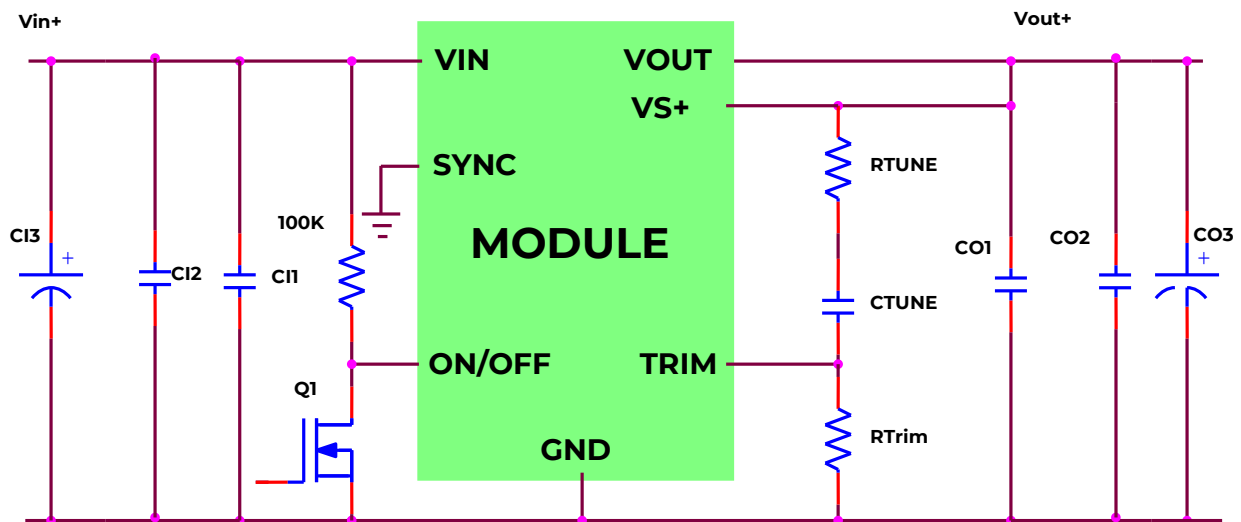 Vin+
Vout+
VIN
VOUT
VS+
SYNC
RTUNE
100K
MODULE
CI3
CI2
CI1
CO1
CO2
CO3
+
+
CTUNE
ON/OFF
TRIM
Q1
RTrim
GND